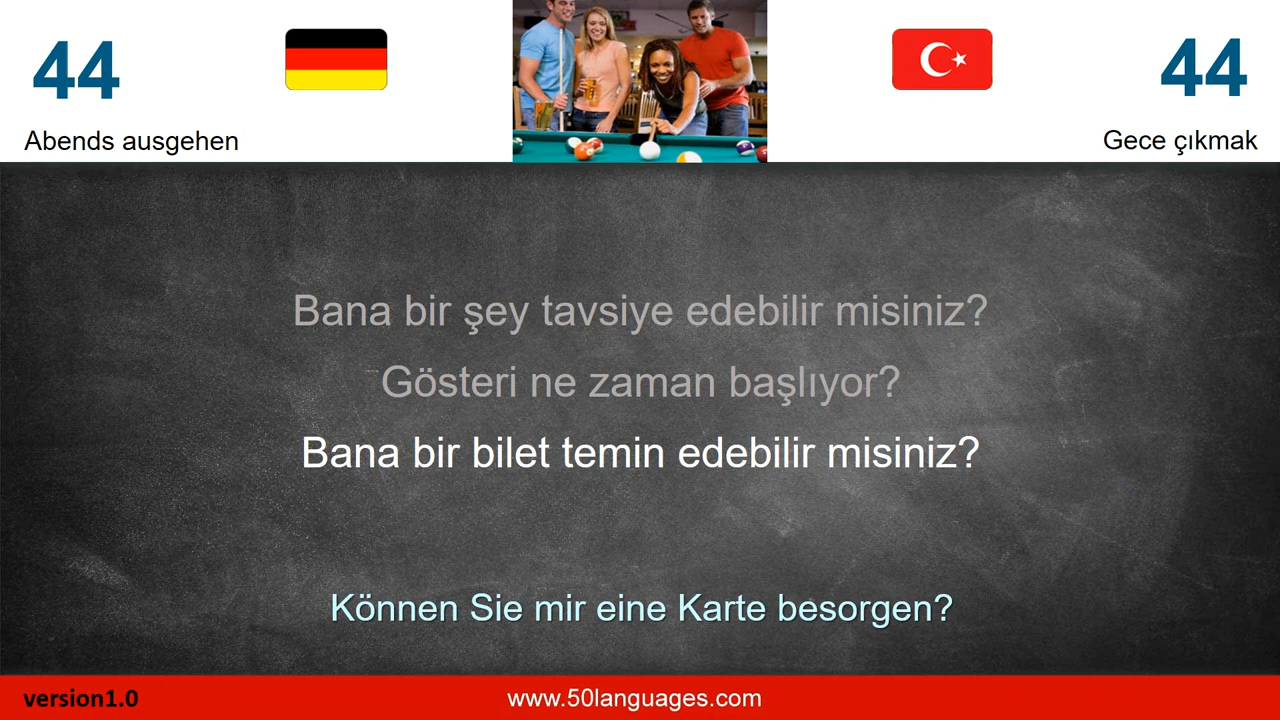 44
44
Abends ausgehen
Gece çıkmak
Bana bir şey tavsiye edebilir misiniz?
Gösteri ne zaman başlıyor?
Bana bir bilet temin edebilir misiniz?
Können Sie mir eine Karte besorgen?
version1.0
www.50languages.com